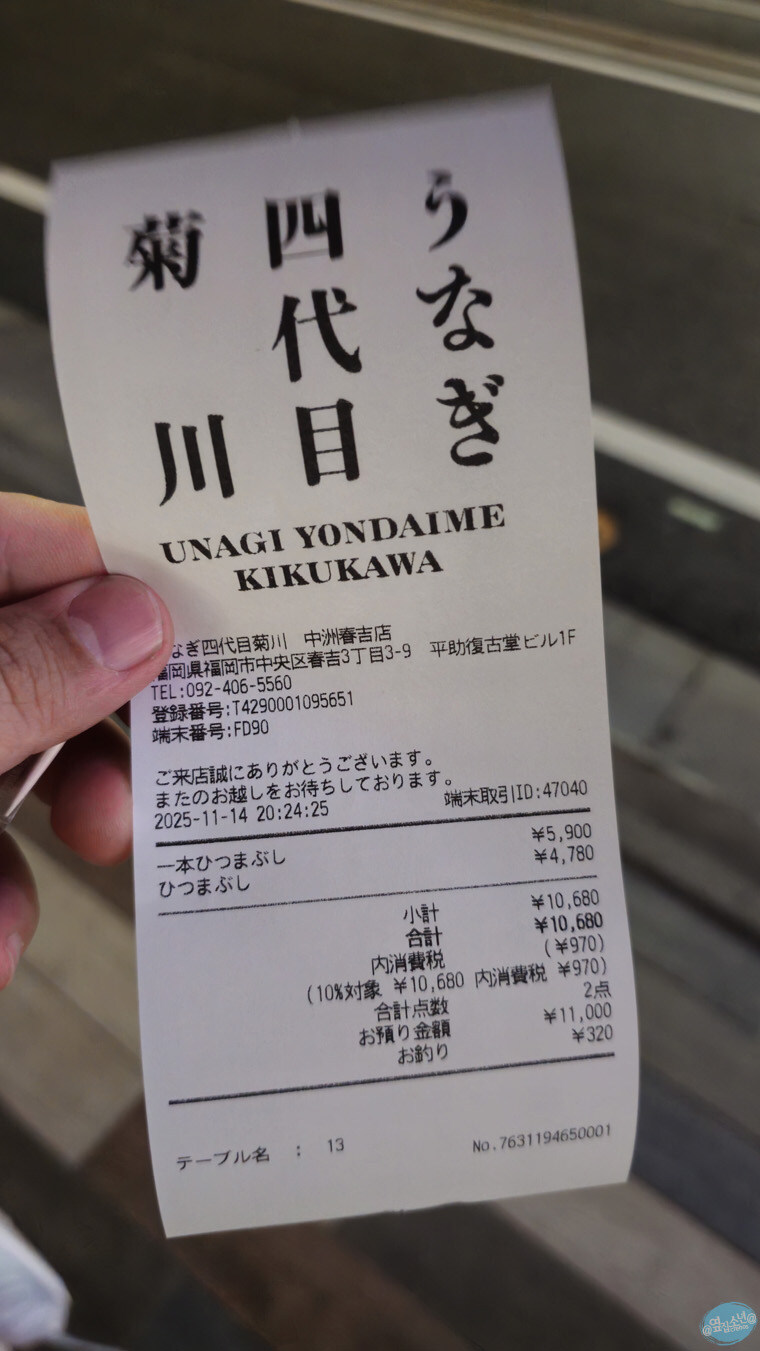 うなぎ
四代目
菊川
UNAGI YONDAIME
KIKUKAWA
なぎ四代目菊川 中洲春吉店
福岡県福岡市中央区春吉3丁目3-9 平助復古堂ビル1F
TEL:092-406-5560
登録番号:T4290001095651
端末番号:FD90
ご来店誠にありがとうございます。
またのお越しをお待ちしております。
2025-11-14 20:24:25 端末取引ID:47040
一本ひつまぶし ¥5,900
ひつまぶし ¥4,780
小計 ¥10,680
合計 ¥10,680
内消費税 (¥970)
(10%対象 ¥10,680 内消費税 ¥970)
合計点数 2点
お預り金額 ¥11,000
お釣り ¥320
テーブル名 : 13 No.7631194650001
@옆집소년@